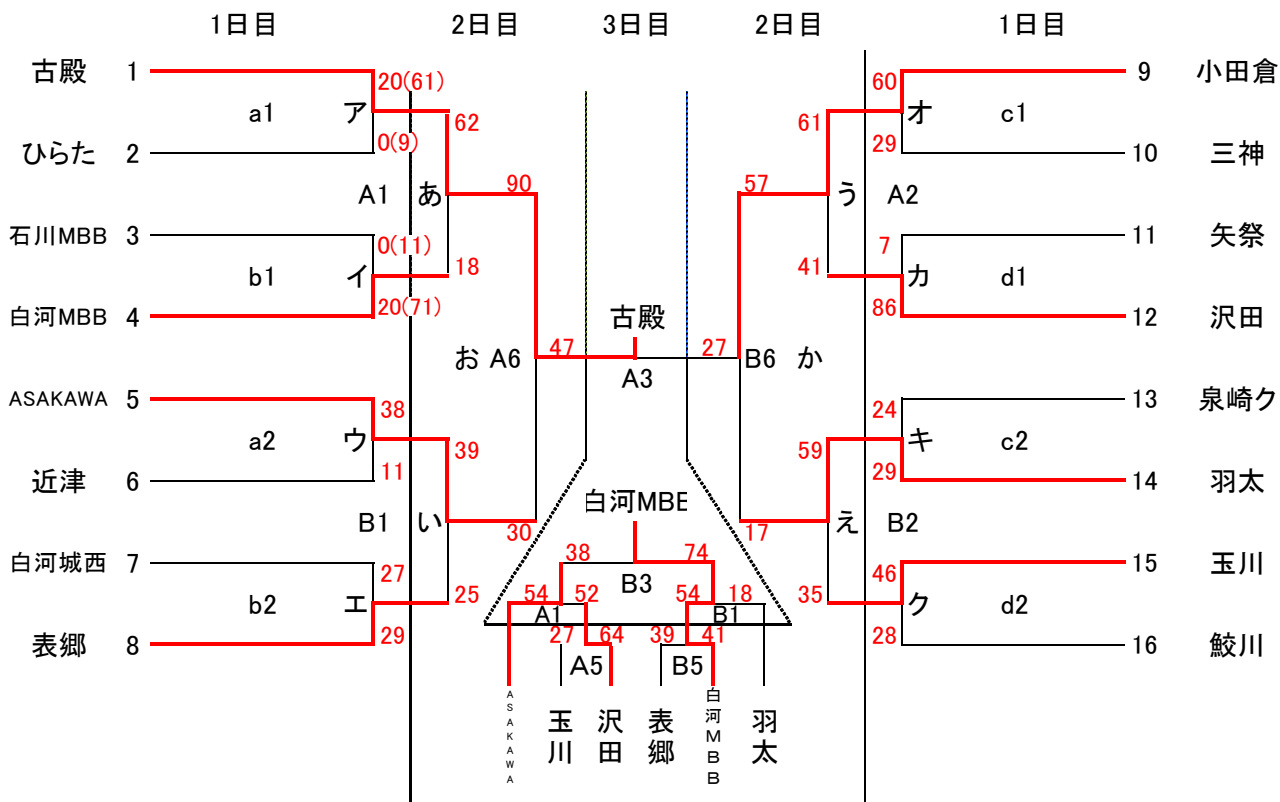 1日目 2日目 3日目 2日目 1日目
古殿 1 20(61) 60 9 小田倉
a1 ア 62 61 オ c1
ひらた 2 0(9) 29 10 三神
A1 あ 90 57 う A2
石川MBB 3 0(11) 7 11 矢祭
b1 イ 18 41 カ d1
白河MBB 4 20(71) 86 12 沢田
古殿
お A6 47 27 B6 か
A3
ASAKAWA 5 38 24 13 泉崎ク
a2 ウ 39 59 キ c2
近津 6 11 29 14 羽太
B1 い 30 17 え B2
白河MBB
白河城西 7 27 38 74 46 15 玉川
B3
b2 エ 25 54 52 54 18 35 ク d2
A1 B1
表郷 8 29 27 64 39 41 28 16 鮫川
A5 B5
ASAKAWA
玉川
沢田
表郷
白河MBB
羽太